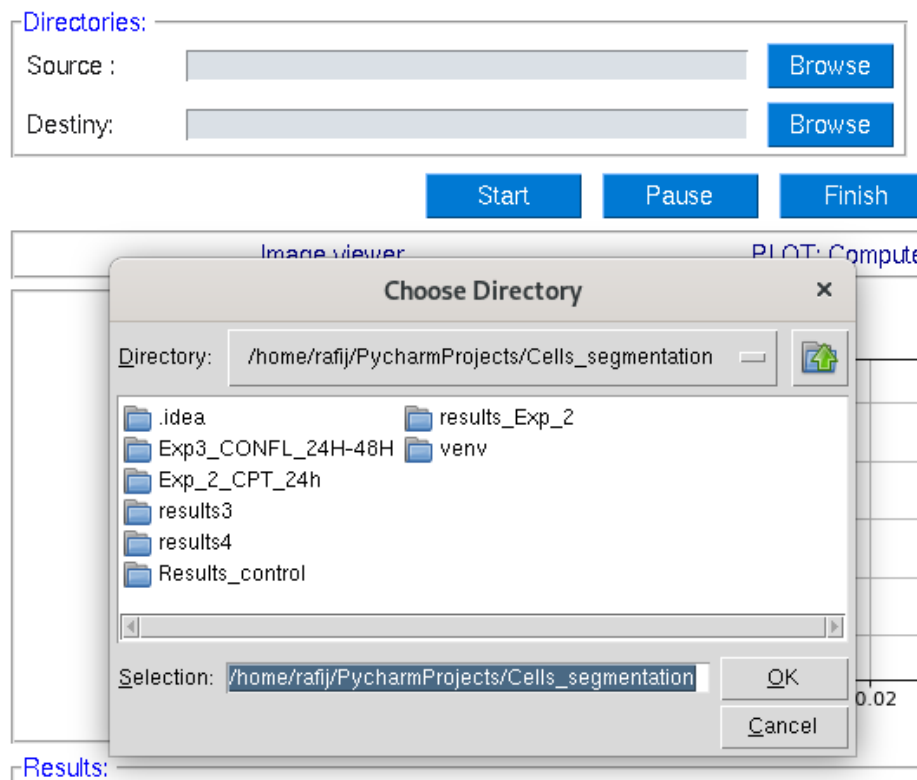 Directories:
Source :
Browse
Destiny:
Browse
Start Pause Finish
Image viewer PLOT: Compute
Choose Directory
Directory: /home/rafij/PycharmProjects/Cells_segmentation
.idea results_Exp_2
Exp3_CONFL_24H-48H venv
Exp_2_CPT_24h
results3
results4
Results_control
Selection: /home/rafij/PycharmProjects/Cells_segmentation OK
0.02
Cancel
Results: